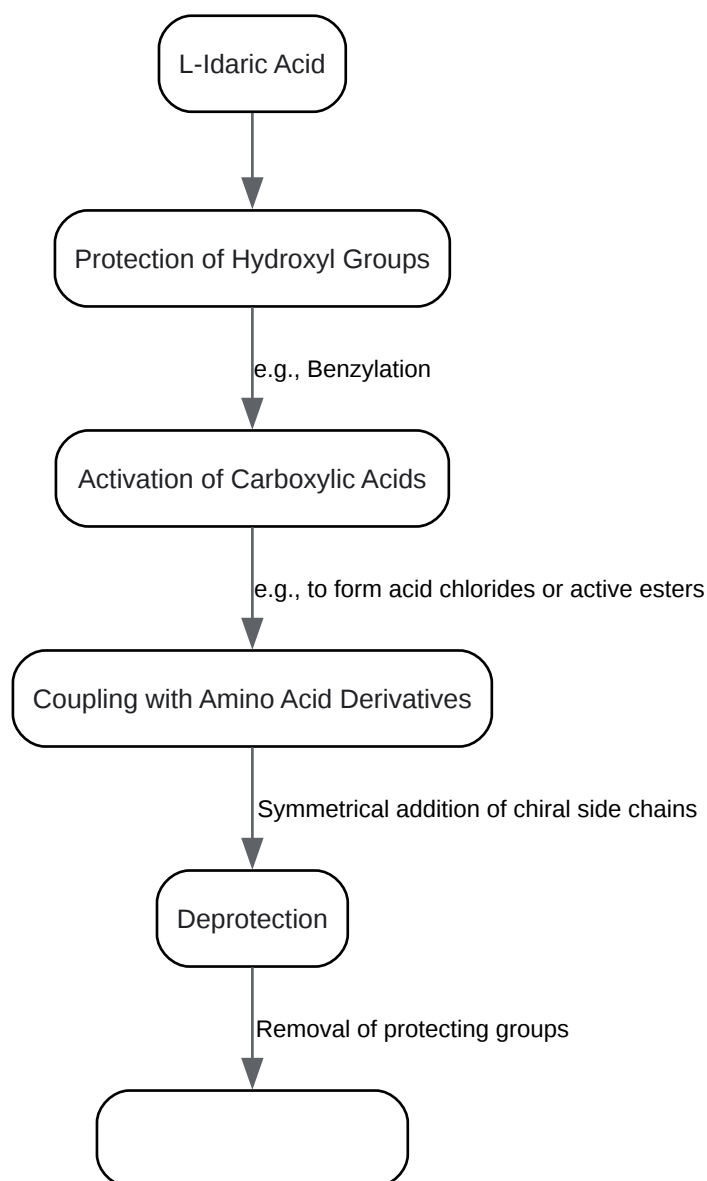 L-Idaric Acid
Protection of Hydroxyl Groups
e.g., Benzylation
Activation of Carboxylic Acids
e.g., to form acid chlorides or active esters
Coupling with Amino Acid Derivatives
Symmetrical addition of chiral side chains
Deprotection
Removal of protecting groups